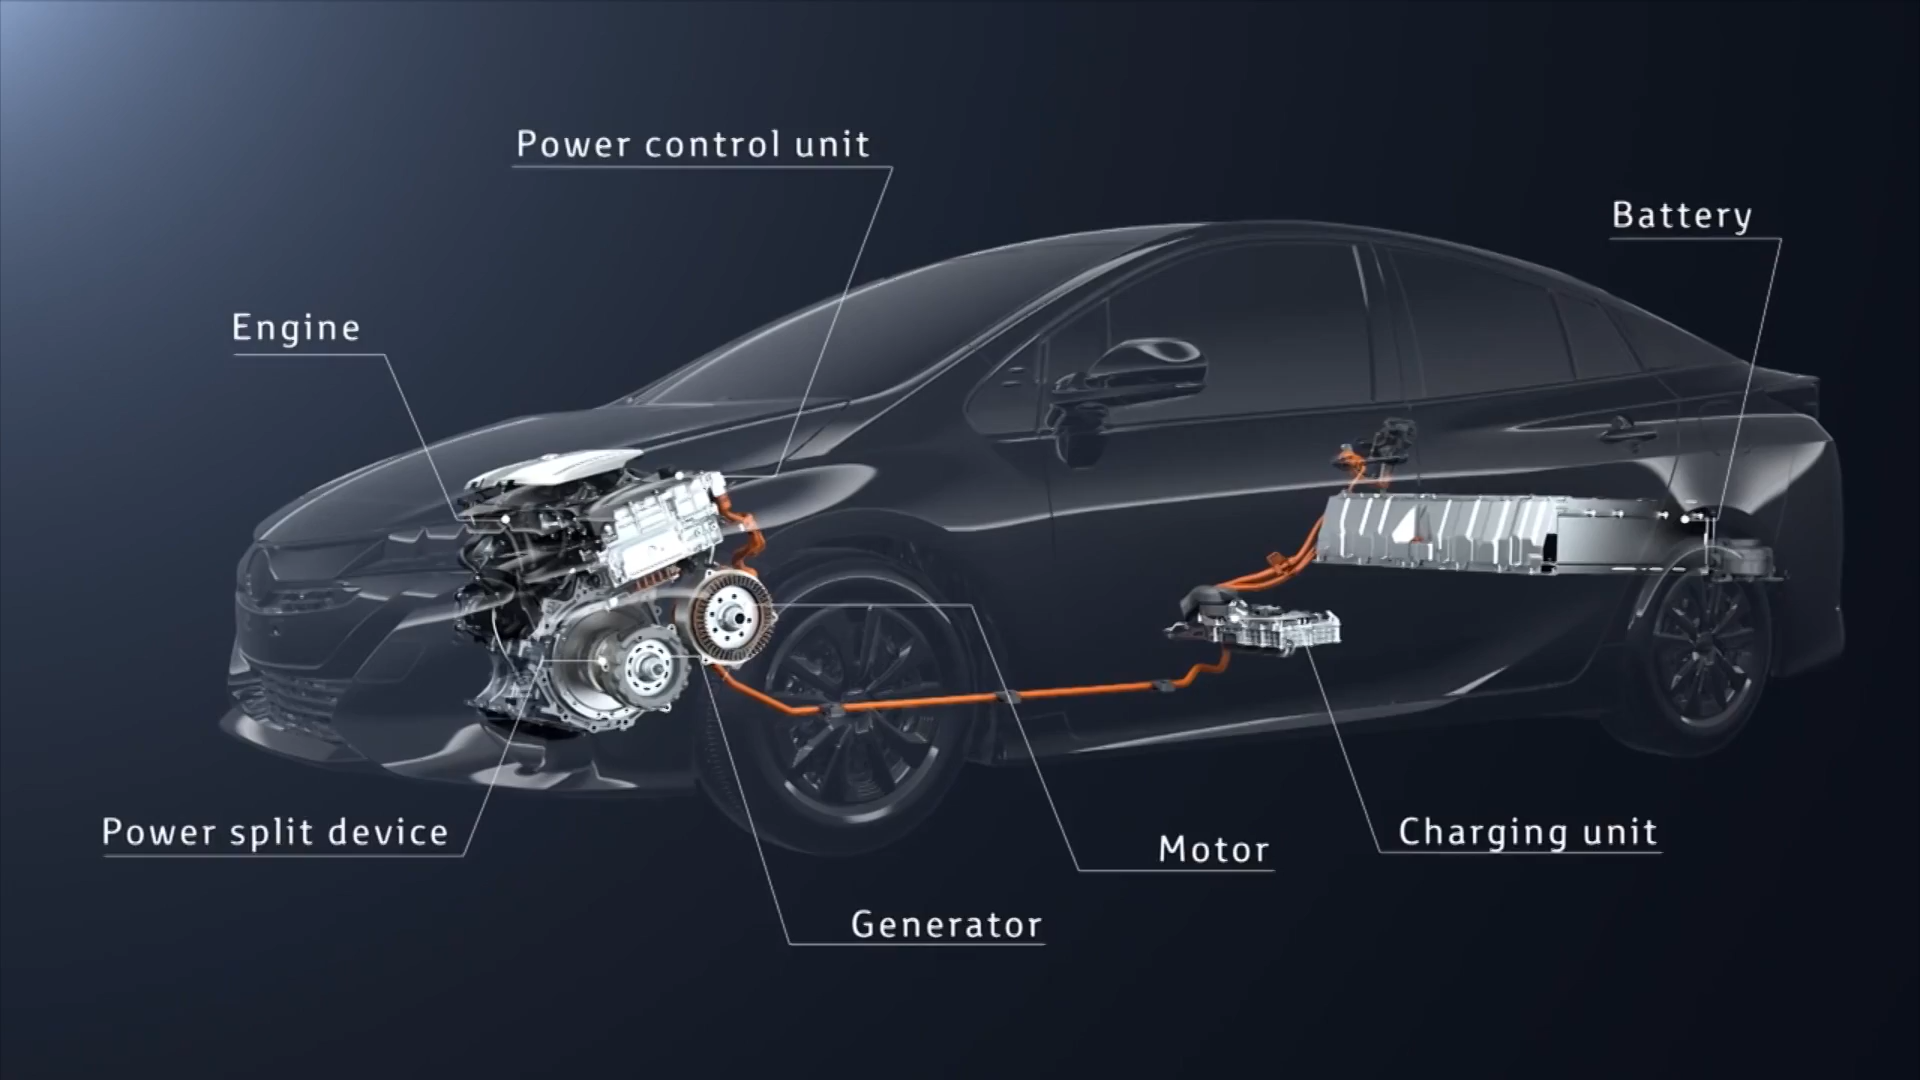 Power control unit
Battery
Engine
Power split device
Charging unit
Motor
Generator